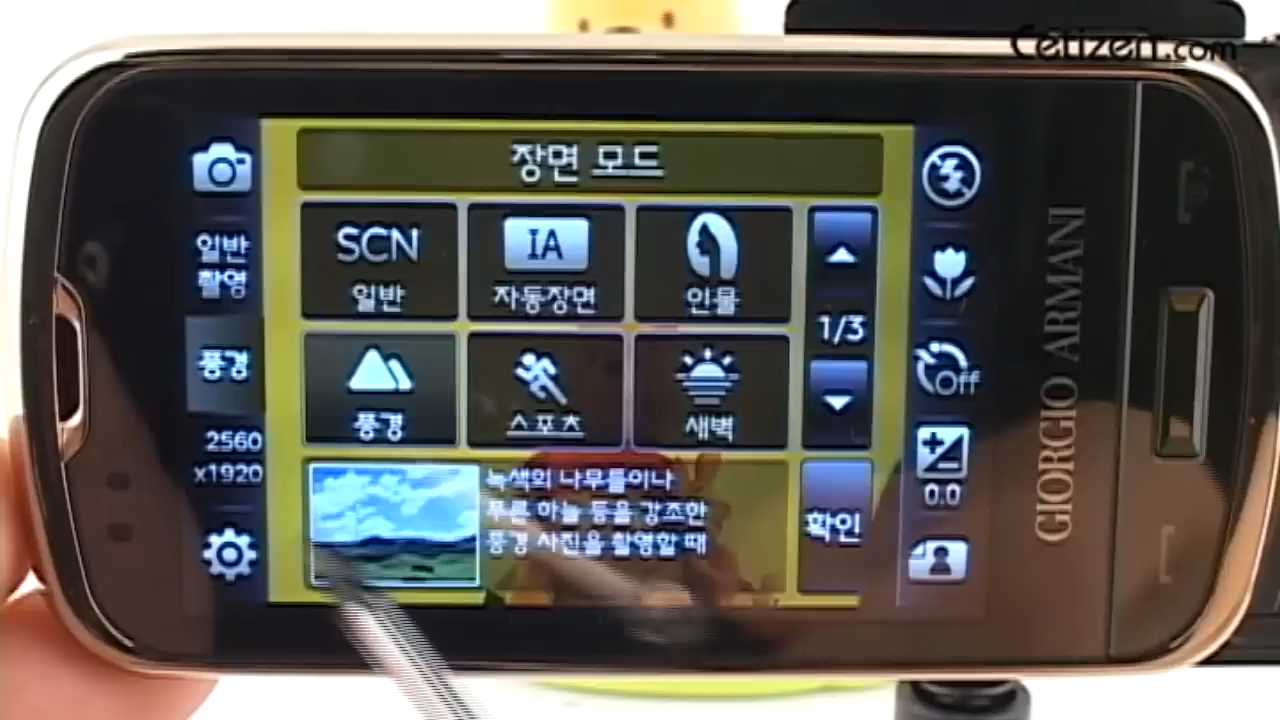 Cetizen.com
장면 모드
일반
촬영
풍경
2560
x1920
SCN
일반
IA
자동장면
인물
풍경
스포츠
새벽
1/3
녹색의 나무들이나
푸른 하늘 등을 강조한
풍경 사진을 촬영할 때
확인
Off
0.0
GIORGIO ARMANI